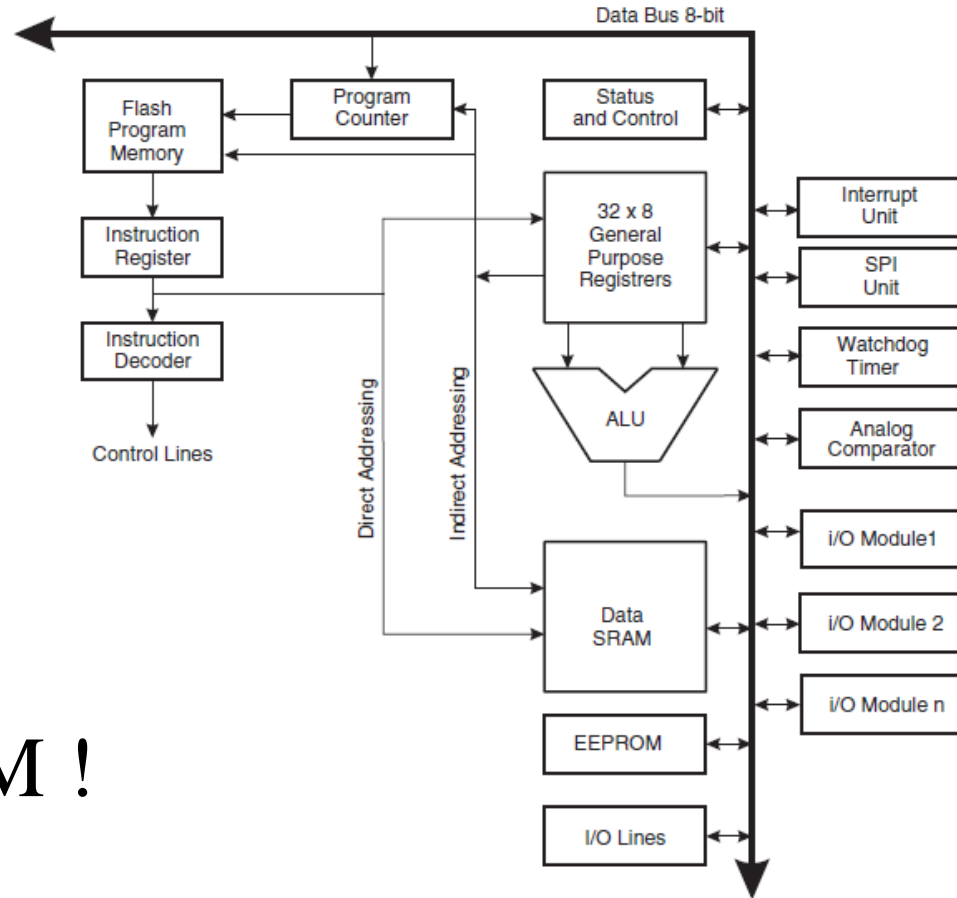 Data Bus 8-bit
Flash
Program
Memory
Program
Counter
Status
and Control
Interrupt
Unit
32 x 8
General
Purpose
Registrers
Instruction
Register
SPI
Unit
Instruction
Decoder
Watchdog
Timer
Direct Addressing
Indirect Addressing
ALU
Analog
Comparator
Control Lines
i/O Module1
Data
SRAM
i/O Module 2
i/O Module n
EEPROM
M !
I/O Lines